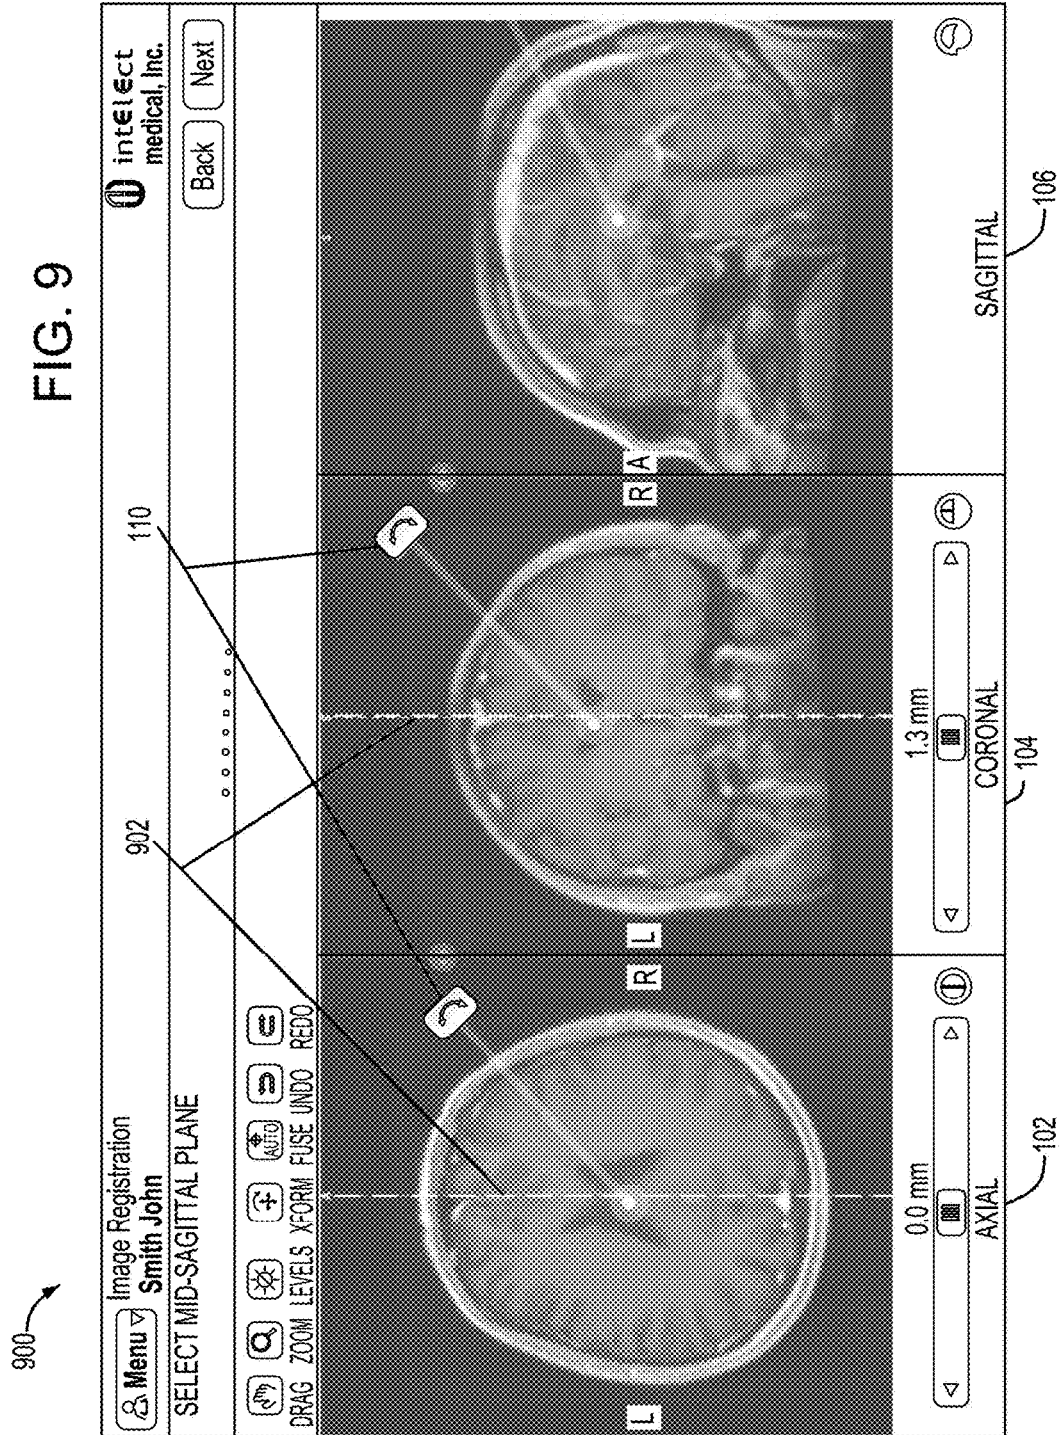 FIG. 9
900
Menu
Image Registration
Smith John
intelect
medical, Inc.
SELECT MID-SAGITTAL PLANE
Back
Next
902
110
DRAG
ZOOM
LEVELS
XFORM
AUTO
FUSE
UNDO
REDO
L
R
L
R
A
0.0 mm
AXIAL
102
1.3 mm
CORONAL
104
SAGITTAL
106